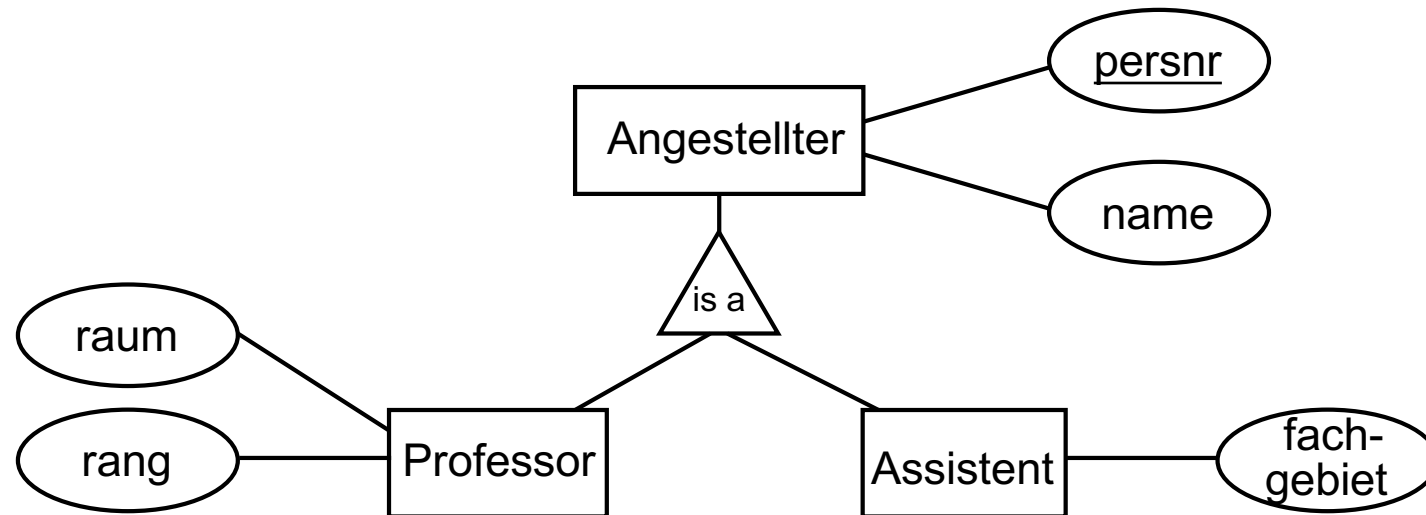 persnr
Angestellter
name
is a
raum
rang
Professor
Assistent
fach-
gebiet